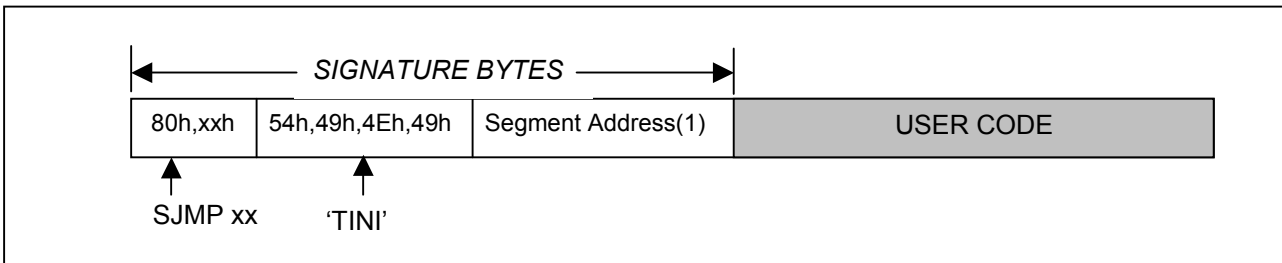 SIGNATURE BYTES
80h,xxh 54h,49h,4Eh,49h Segment Address(1) USER CODE
SJMP xx ‘TINI’